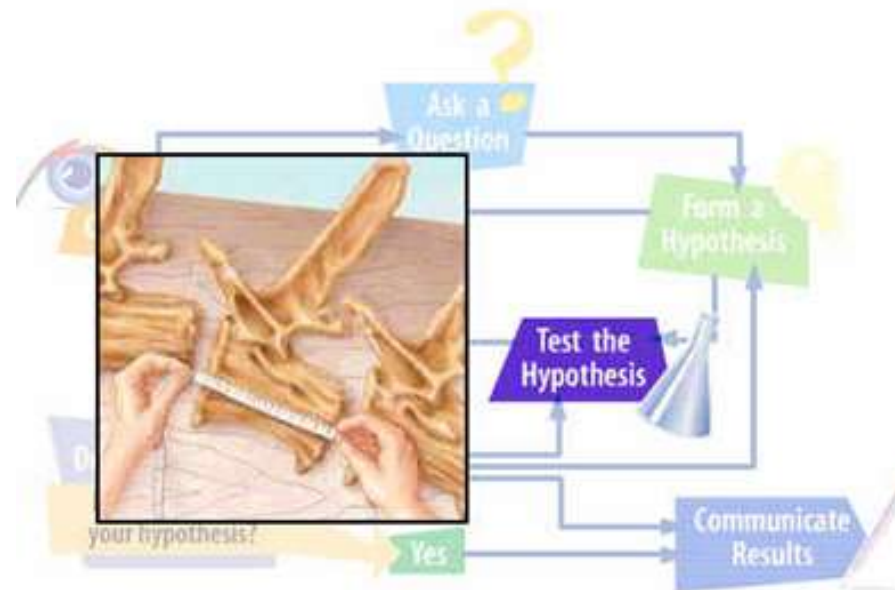 Ask a
Question
Form a
Hypothesis
Test the
Hypothesis
your hypothesis?
Yes
Communicate
Results